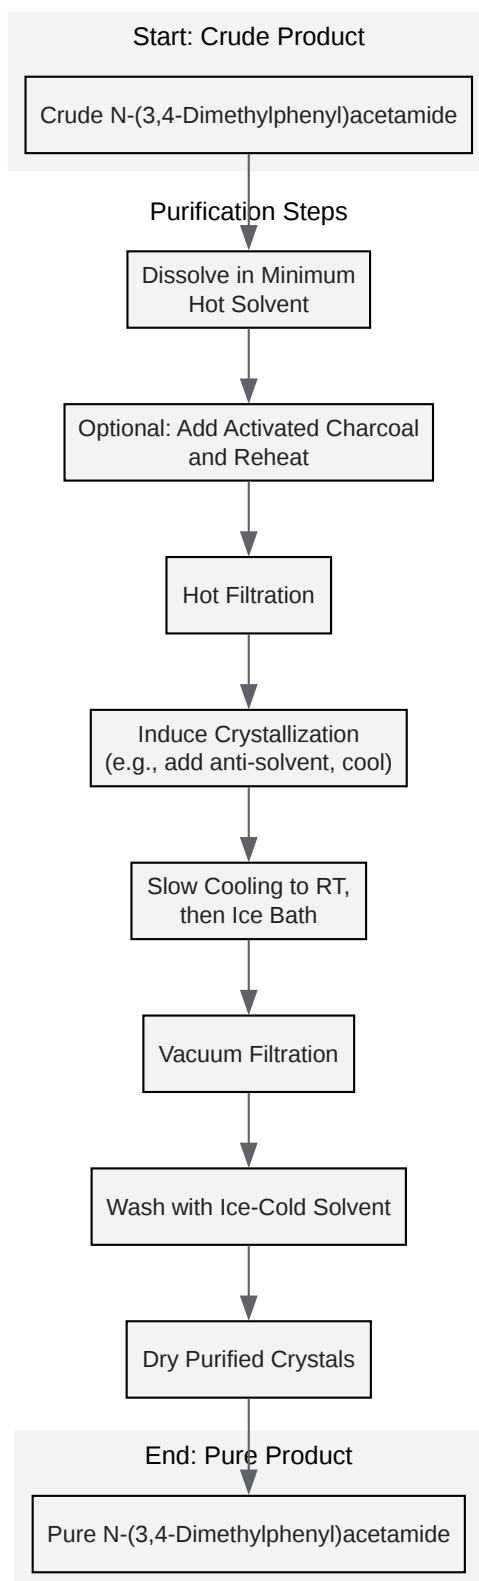 Start: Crude Product
Crude N-(3,4-Dimethylphenyl)acetamide
Purification Steps
Dissolve in Minimum
Hot Solvent
Optional: Add Activated Charcoal
and Reheat
Hot Filtration
Induce Crystallization
(e.g., add anti-solvent, cool)
Slow Cooling to RT,
then Ice Bath
Vacuum Filtration
Wash with Ice-Cold Solvent
Dry Purified Crystals
End: Pure Product
Pure N-(3,4-Dimethylphenyl)acetamide